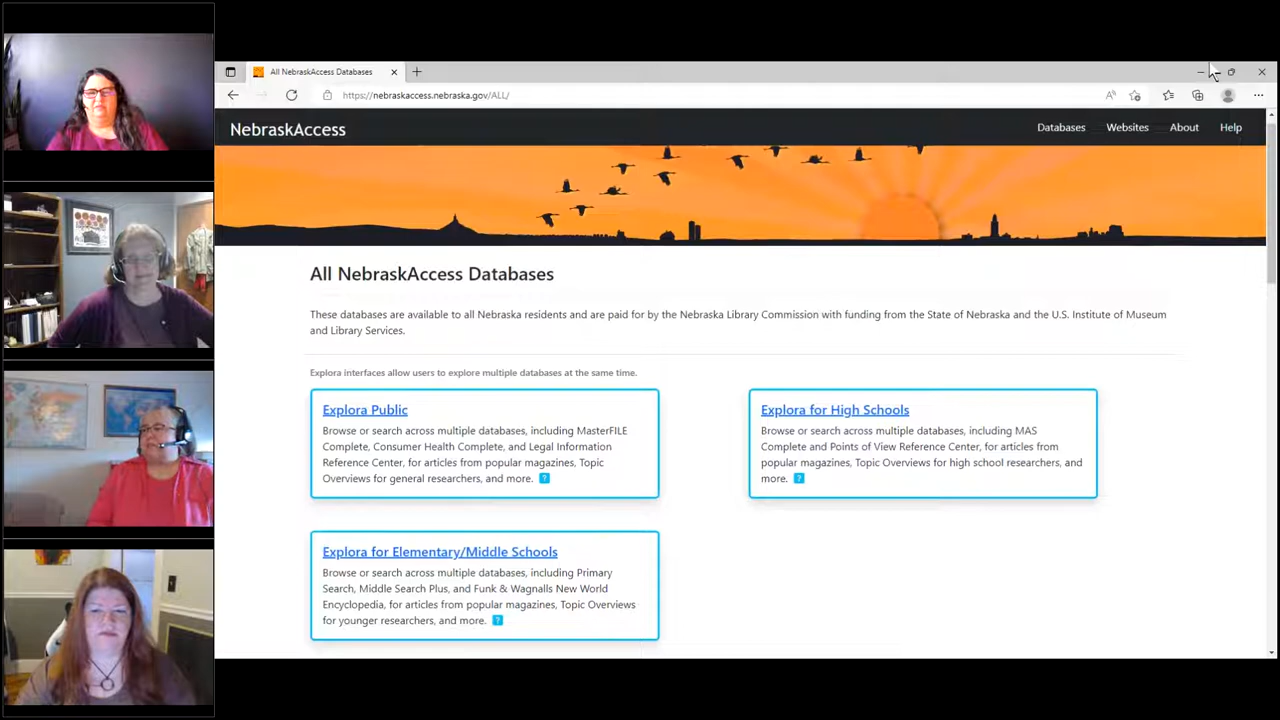 All NebraskAccess Databases
https://nebraskaccess.nebraska.gov/ALL/
NebraskAccess
Databases
Websites
About
Help
All NebraskAccess Databases
These databases are available to all Nebraska residents and are paid for by the Nebraska Library Commission with funding from the State of Nebraska and the U.S. Institute of Museum
and Library Services.
Explora interfaces allow users to explore multiple databases at the same time.
Explora Public
Browse or search across multiple databases, including MasterFILE
Complete, Consumer Health Complete, and Legal Information
Reference Center, for articles from popular magazines, Topic
Overviews for general researchers, and more. ?
Explora for High Schools
Browse or search across multiple databases, including MAS
Complete and Points of View Reference Center, for articles from
popular magazines, Topic Overviews for high school researchers, and
more. ?
Explora for Elementary/Middle Schools
Browse or search across multiple databases, including Primary
Search, Middle Search Plus, and Funk & Wagnalls New World
Encyclopedia, for articles from popular magazines, Topic Overviews
for younger researchers, and more. ?